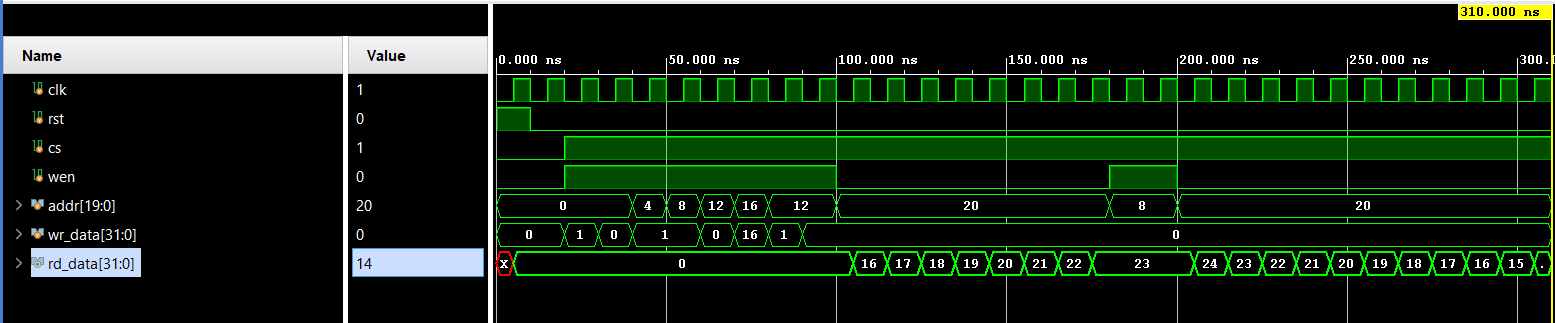 310.000 ns
Name Value
0.000 ns 50.000 ns 100.000 ns 150.000 ns 200.000 ns 250.000 ns 300.
clk 1
rst 0
cs 1
wen 0
addr[19:0] 20 0 4 8 12 16 12 20 8 20
wr_data[31:0] 0 0 1 0 1 0 16 1 0
rd_data[31:0] 14 X 0 16 17 18 19 20 21 22 23 24 23 22 21 20 19 18 17 16 15 .